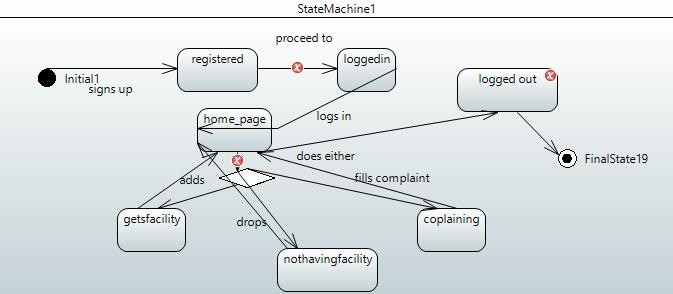 StateMachine1
proceed to
registered
loggedin
Initial1
signs up
logged out
home_page
logs in
does either
FinalState19
adds
fills complaint
getsfacility
drops
coplaining
nothavingfacility